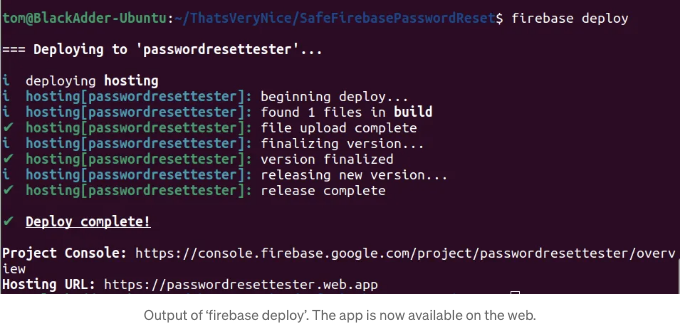 tom@BlackAdder-Ubuntu:~/ThatsVeryNice/SafeFirebasePasswordReset$ firebase deploy
=== Deploying to 'passwordresettester'...
i deploying hosting
i hosting[passwordresettester]: beginning deploy...
i hosting[passwordresettester]: found 1 files in build
✔ hosting[passwordresettester]: file upload complete
i hosting[passwordresettester]: finalizing version...
✔ hosting[passwordresettester]: version finalized
i hosting[passwordresettester]: releasing new version...
✔ hosting[passwordresettester]: release complete
✔ Deploy complete!
Project Console: https://console.firebase.google.com/project/passwordresettester/overv
iew
Hosting URL: https://passwordresettester.web.app
Output of ‘firebase deploy’. The app is now available on the web.